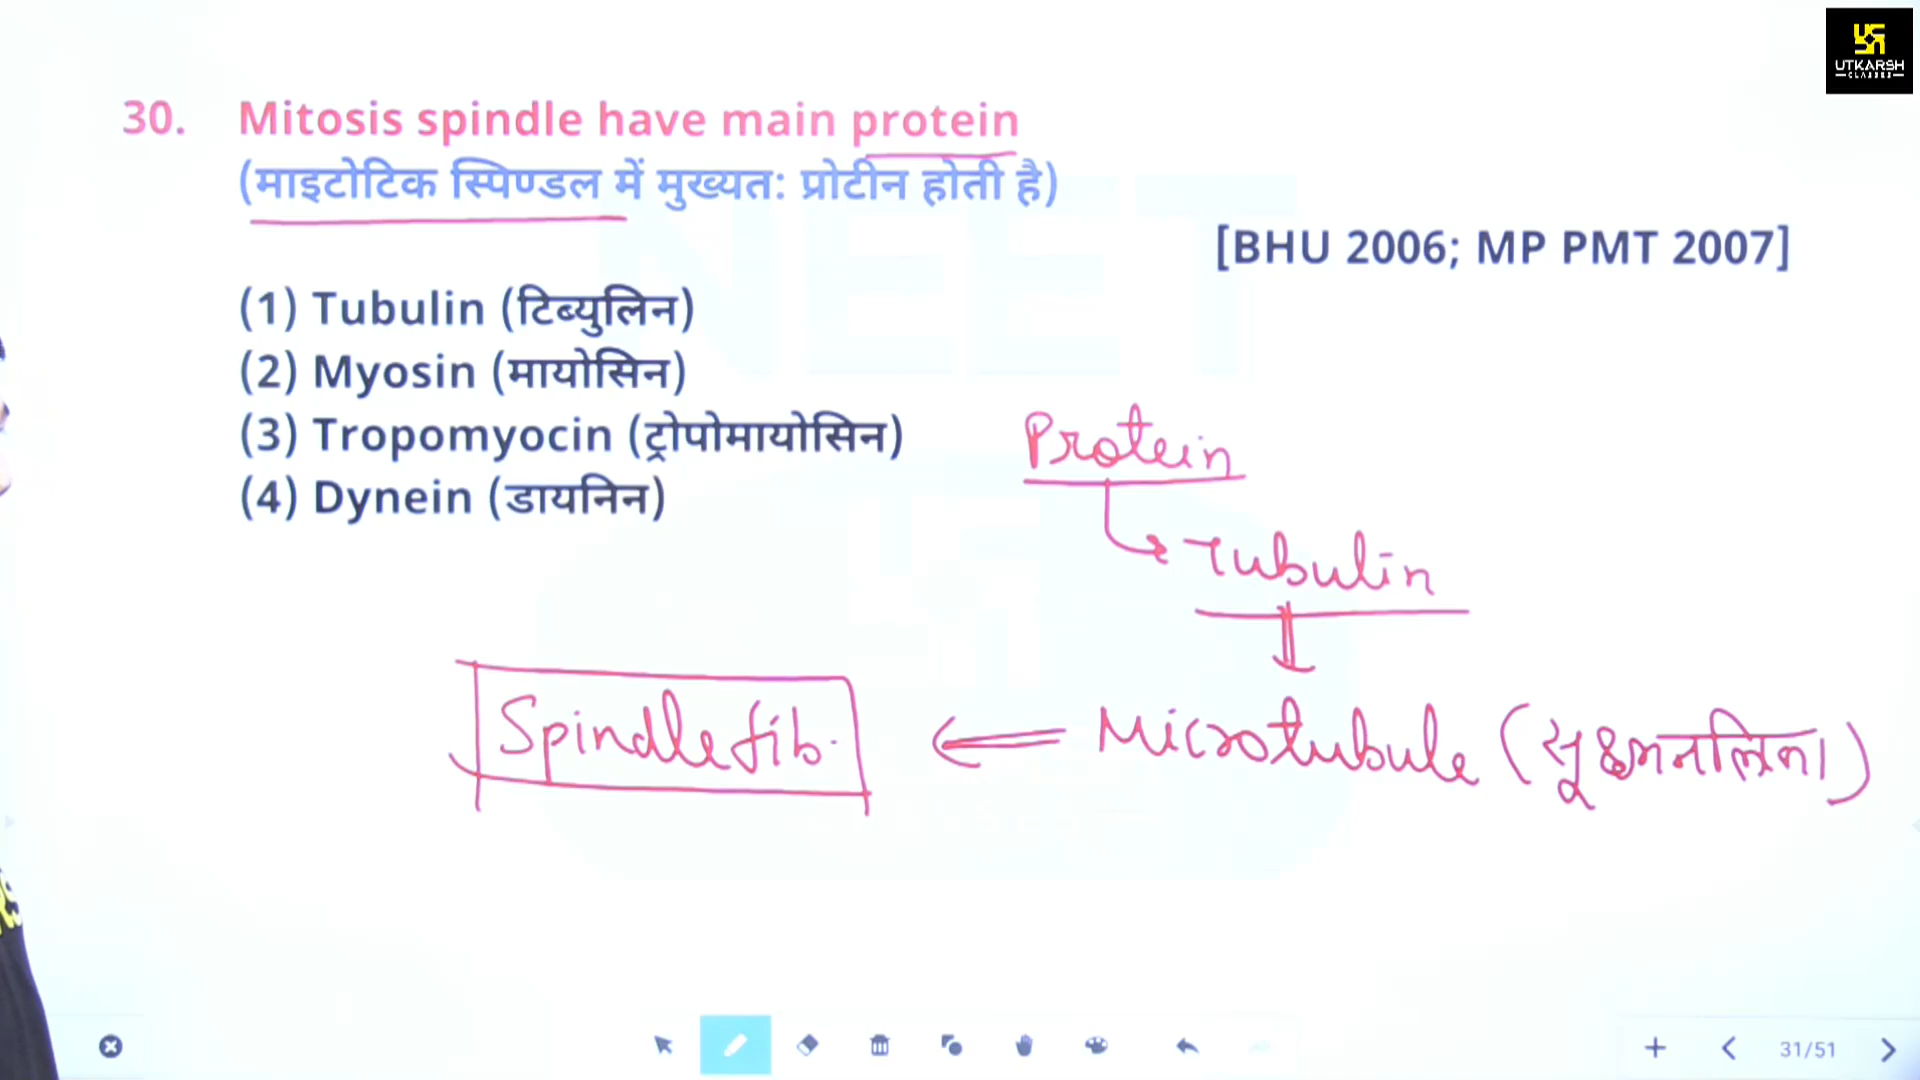 UTKARSH
CLASSES
30. Mitosis spindle have main protein
(माइटोटिक स्पिण्डल में मुख्यत: प्रोटीन होती है)
[BHU 2006; MP PMT 2007]
(1) Tubulin (टिब्युलिन)
(2) Myosin (मायोसिन)
(3) Tropomyocin (ट्रोपोमायोसिन)
(4) Dynein (डायनिन)
Protein
Tubulin
Spindle fib. Microtubule (सूक्ष्मनलिका)
31/51